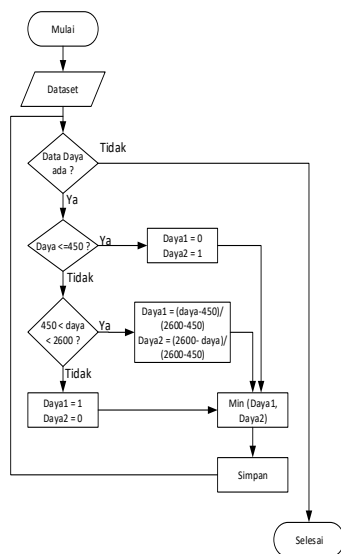 Mulai
Dataset
Data Daya
ada ?
Tidak
Ya
Daya <=450 ?
Ya
Daya1 = 0
Daya2 = 1
Tidak
450 < daya
< 2600 ?
Ya
Daya1 = (daya-450)/
(2600-450)
Daya2 = (2600- daya)/
(2600-450)
Tidak
Daya1 = 1
Daya2 = 0
Min (Daya1,
Daya2)
Simpan
Selesai